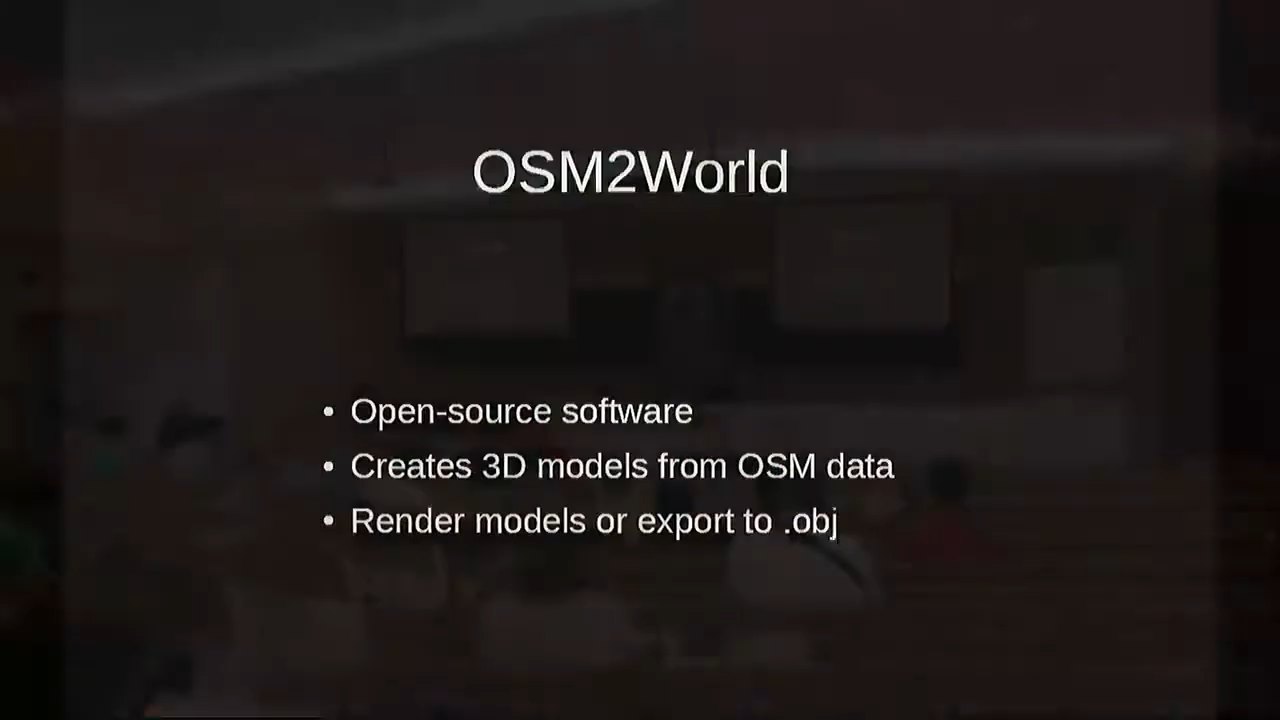 OSM2World
• Open-source software
• Creates 3D models from OSM data
• Render models or export to .obj